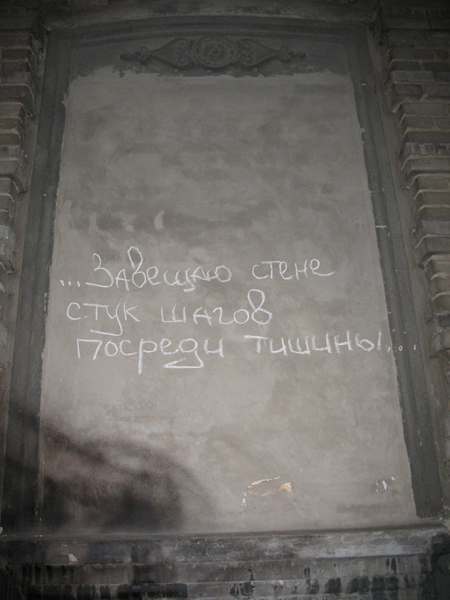 ...Завещаю стене
стук шагов
посреди тишины...